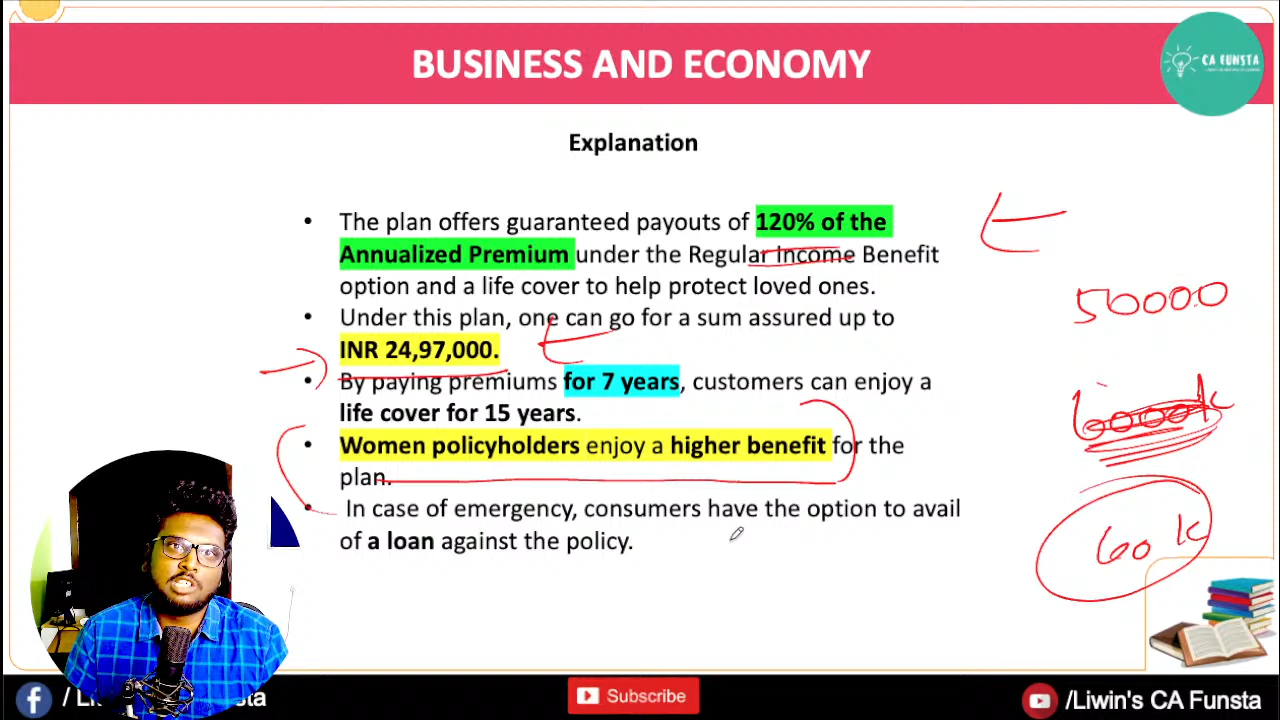 BUSINESS AND ECONOMY
CA FUNSTA
Explanation
• The plan offers guaranteed payouts of 120% of the
Annualized Premium under the Regular Income Benefit
option and a life cover to help protect loved ones.
• Under this plan, one can go for a sum assured up to
INR 24,97,000.
• By paying premiums for 7 years, customers can enjoy a
life cover for 15 years.
• Women policyholders enjoy a higher benefit for the
plan.
• In case of emergency, consumers have the option to avail
of a loan against the policy.
50000
60 k
Subscribe
/Liwin's CA Funsta